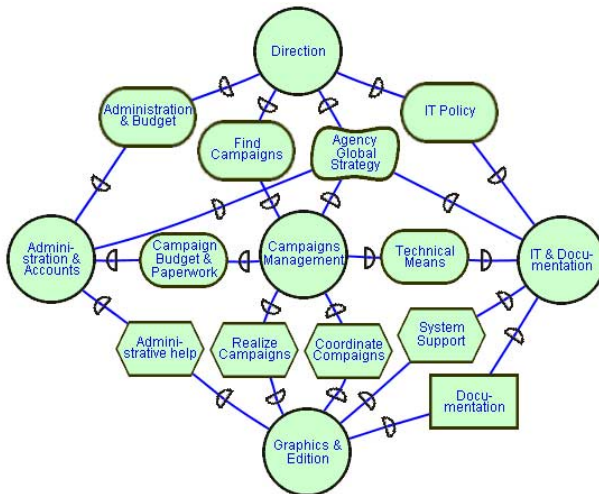 Direction
Administration
& Budget
IT Policy
Find
Campaigns
Agency
Global
Strategy
Admini-
stration &
Accounts
Campaign
Budget &
Paperwork
Campaigns
Management
Technical
Means
IT & Docu-
mentation
Admini-
strative help
Realize
Campaigns
Coordinate
Compaigns
System
Support
Docu-
mentation
Graphics &
Edition